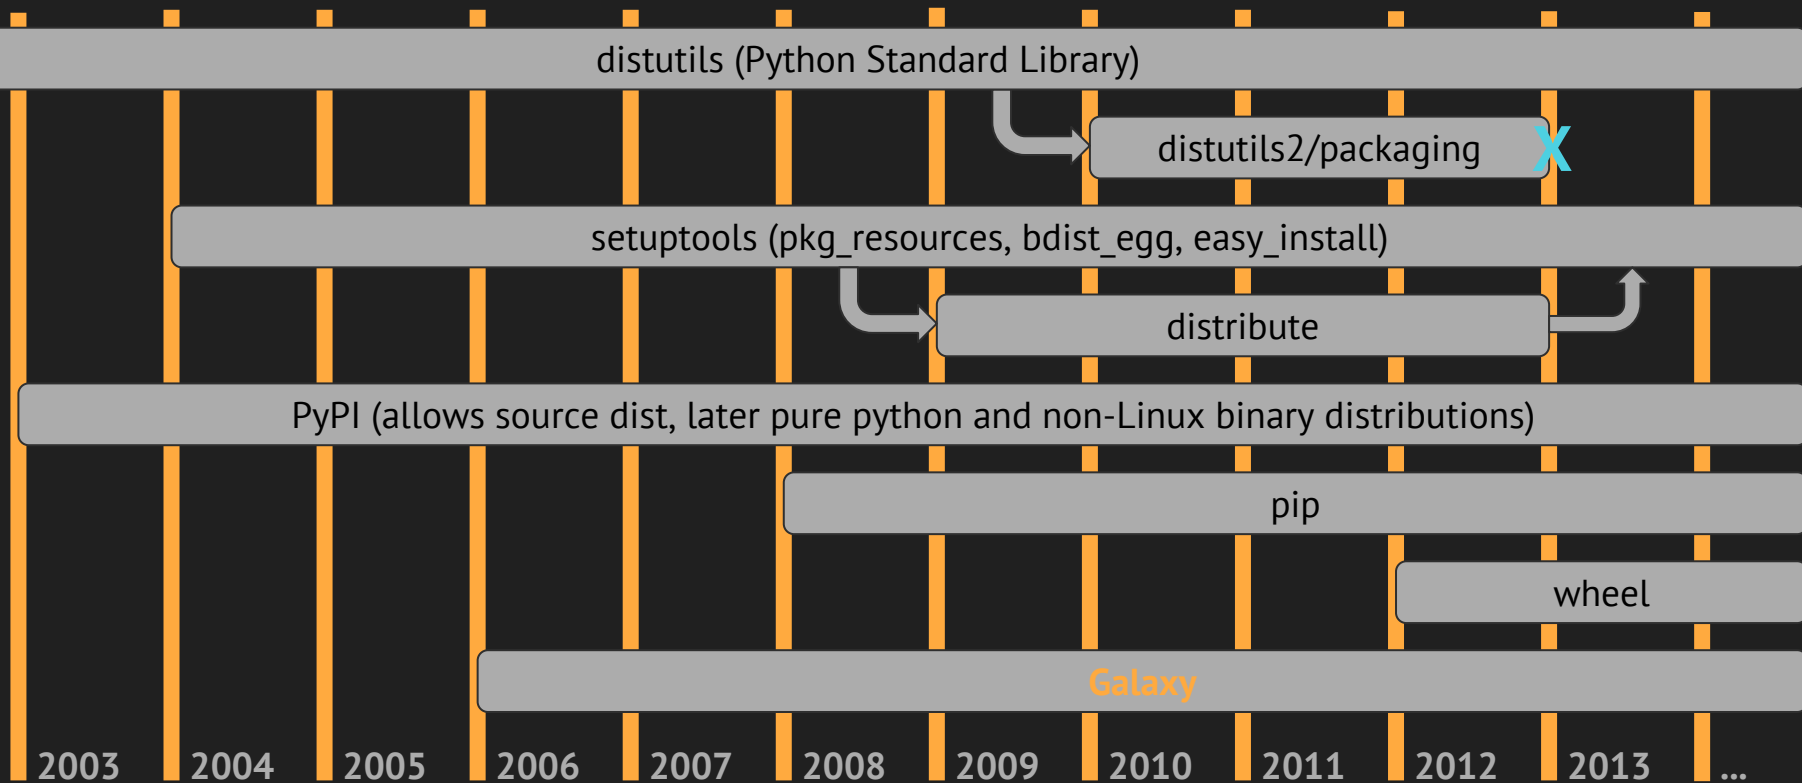 distutils (Python Standard Library)
distutils2/packaging X
setuptools (pkg_resources, bdist_egg, easy_install)
distribute
PyPI (allows source dist, later pure python and non-Linux binary distributions)
pip
wheel
Galaxy
2003 2004 2005 2006 2007 2008 2009 2010 2011 2012 2013 ...